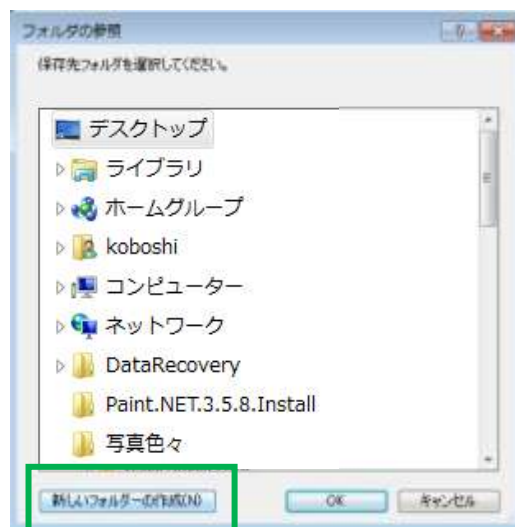 フォルダの参照
保存先フォルダを選択してください。
デスクトップ
ライブラリ
ホームグループ
koboshi
コンピューター
ネットワーク
DataRecovery
Paint.NET.3.5.8.Install
写真色々
新しいフォルダーの作成(N)
OK
キャンセル